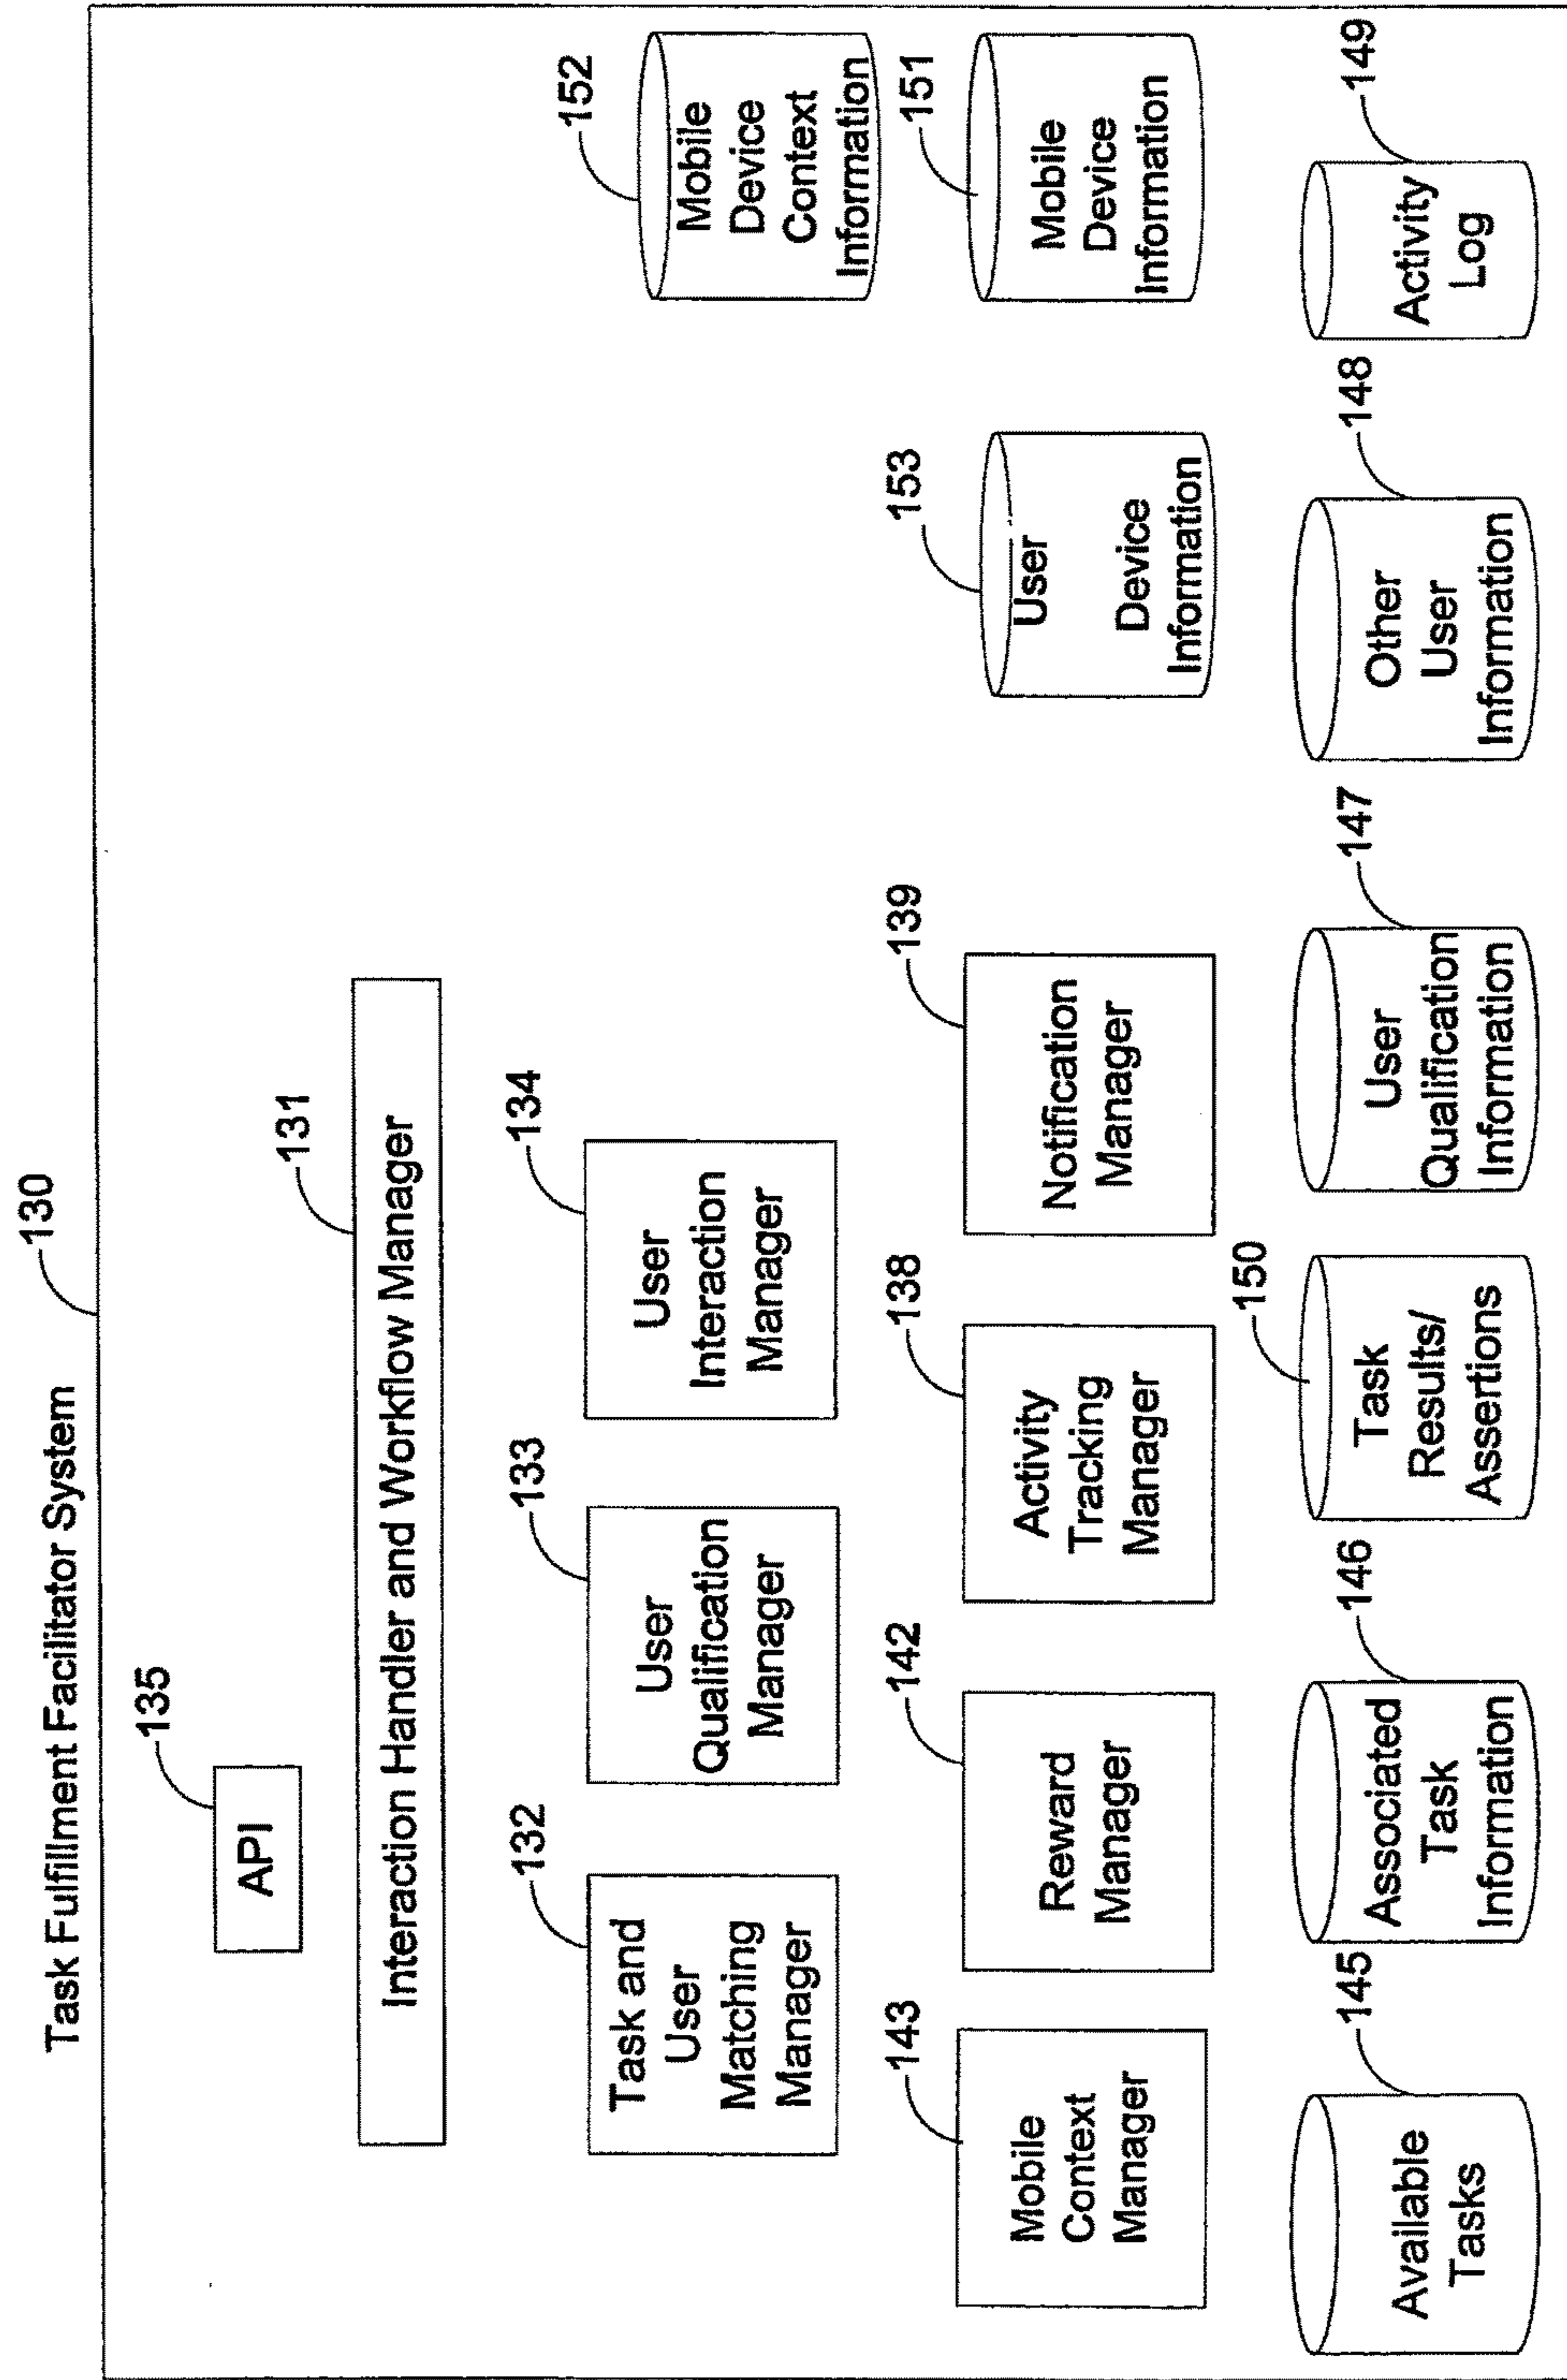 Task Fulfillment Facilitator System
130
135
API
131
Interaction Handler and Workflow Manager
132
Task and
User
Matching
Manager
133
User
Qualification
Manager
134
User
Interaction
Manager
152
Mobile
Device
Context
Information
143
Mobile
Context
Manager
142
Reward
Manager
138
Activity
Tracking
Manager
139
Notification
Manager
153
User
Device
Information
151
Mobile
Device
Information
145
Available
Tasks
146
Associated
Task
Information
150
Task
Results/
Assertions
147
User
Qualification
Information
148
Other
User
Information
149
Activity
Log